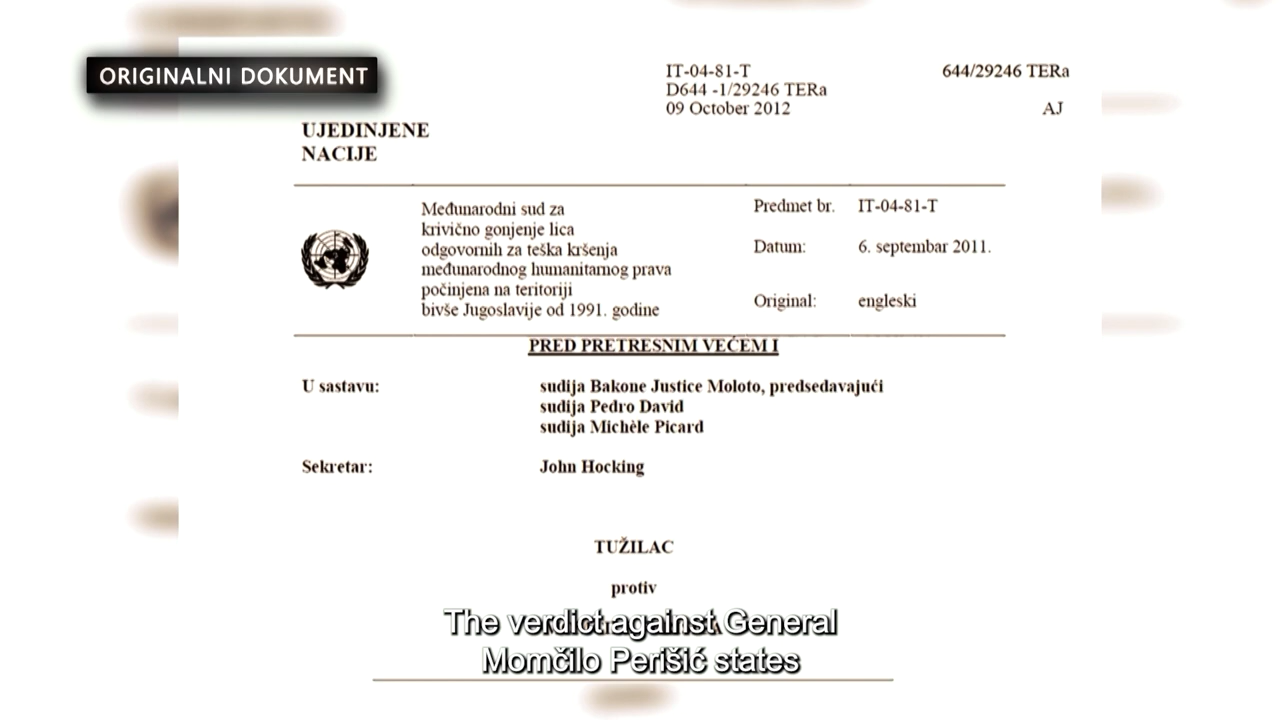 ORIGINALNI DOKUMENT
IT-04-81-T
D644 -1/29246 TERa
09 October 2012
644/29246 TERa
AJ
UJEDINJENE
NACIJE
Međunarodni sud za
krivično gonjenje lica
odgovornih za teška kršenja
međunarodnog humanitarnog prava
počinjena na teritoriji
bivše Jugoslavije od 1991. godine
Predmet br. IT-04-81-T
Datum: 6. septembar 2011.
Original: engleski
PRED PRETRESNIM VEĆEM I
U sastavu: sudija Bakone Justice Moloto, predsedavajući
sudija Pedro David
sudija Michèle Picard
Sekretar: John Hocking
TUŽILAC
protiv
The verdict against General
Momčilo Perišić states